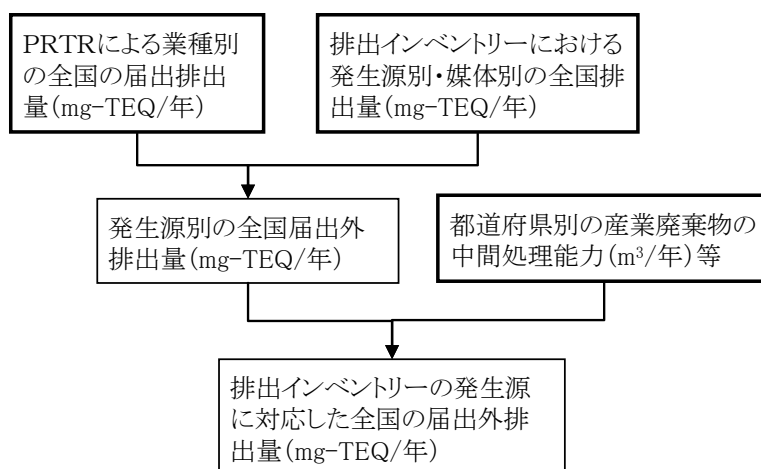 PRTRによる業種別
の全国の届出排出
量(mg-TEQ/年)
排出インベントリーにおける
発生源別・媒体別の全国排
出量(mg-TEQ/年)
発生源別の全国届出外
排出量(mg-TEQ/年)
都道府県別の産業廃棄物の
中間処理能力(m³/年)等
排出インベントリーの発生源
に対応した全国の届出外排
出量(mg-TEQ/年)